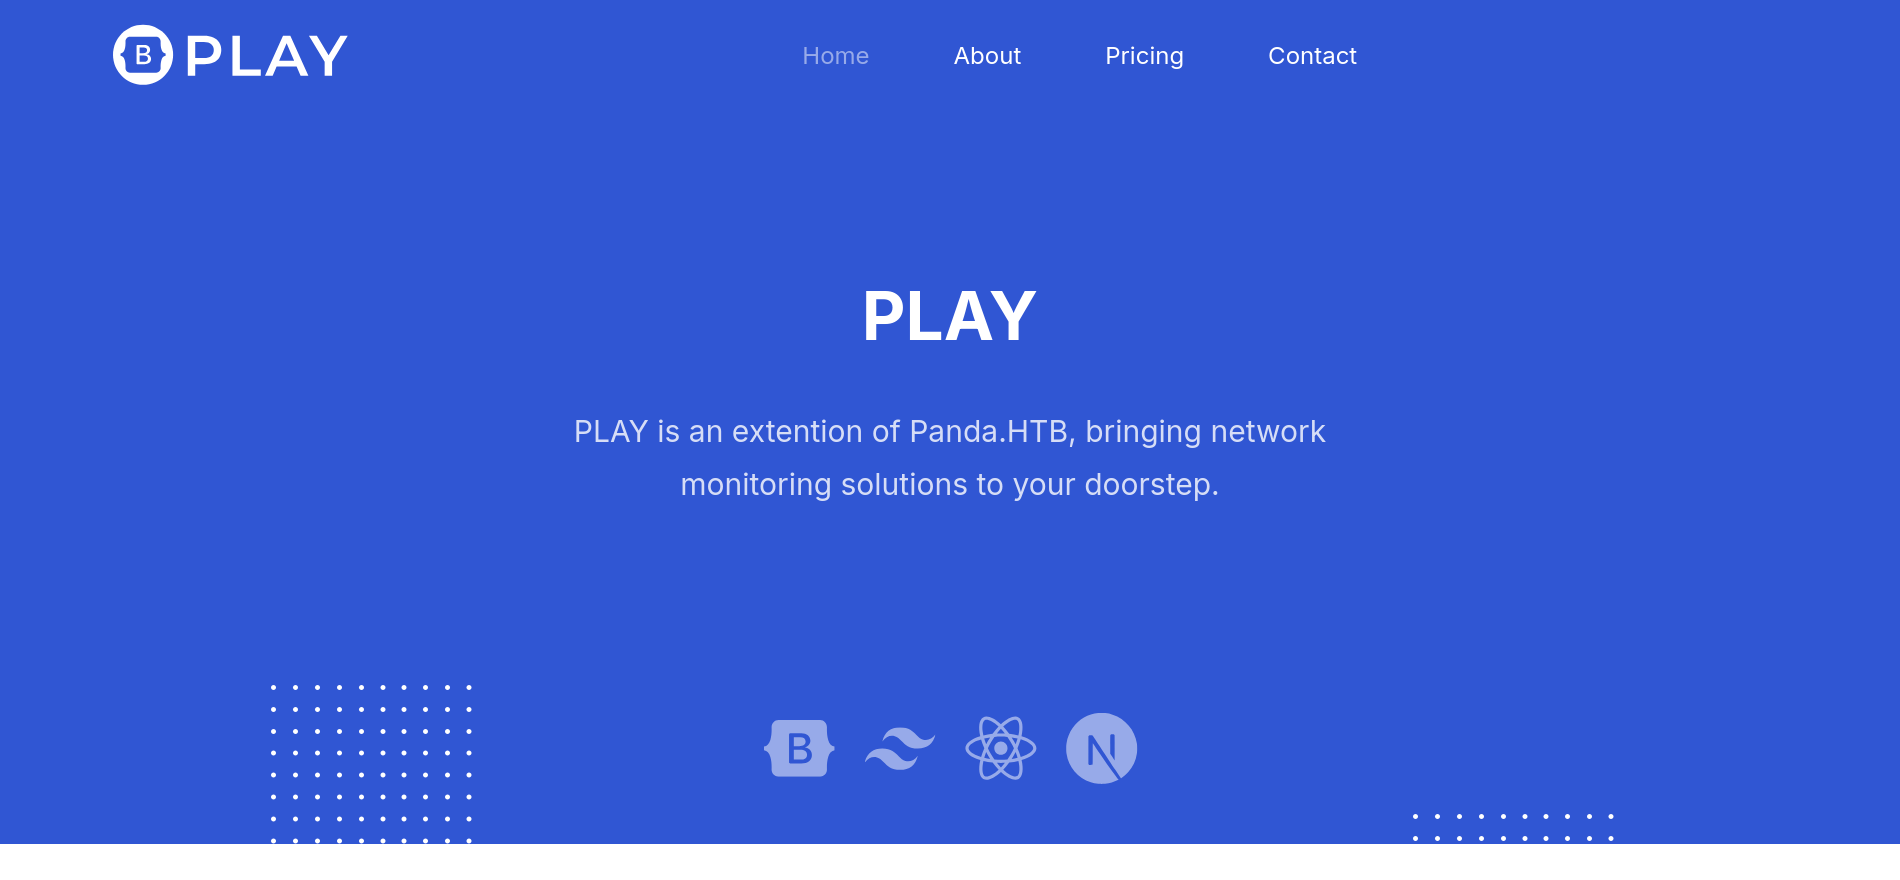 B PLAY
Home About Pricing Contact
PLAY
PLAY is an extention of Panda.HTB, bringing network
monitoring solutions to your doorstep.
B N